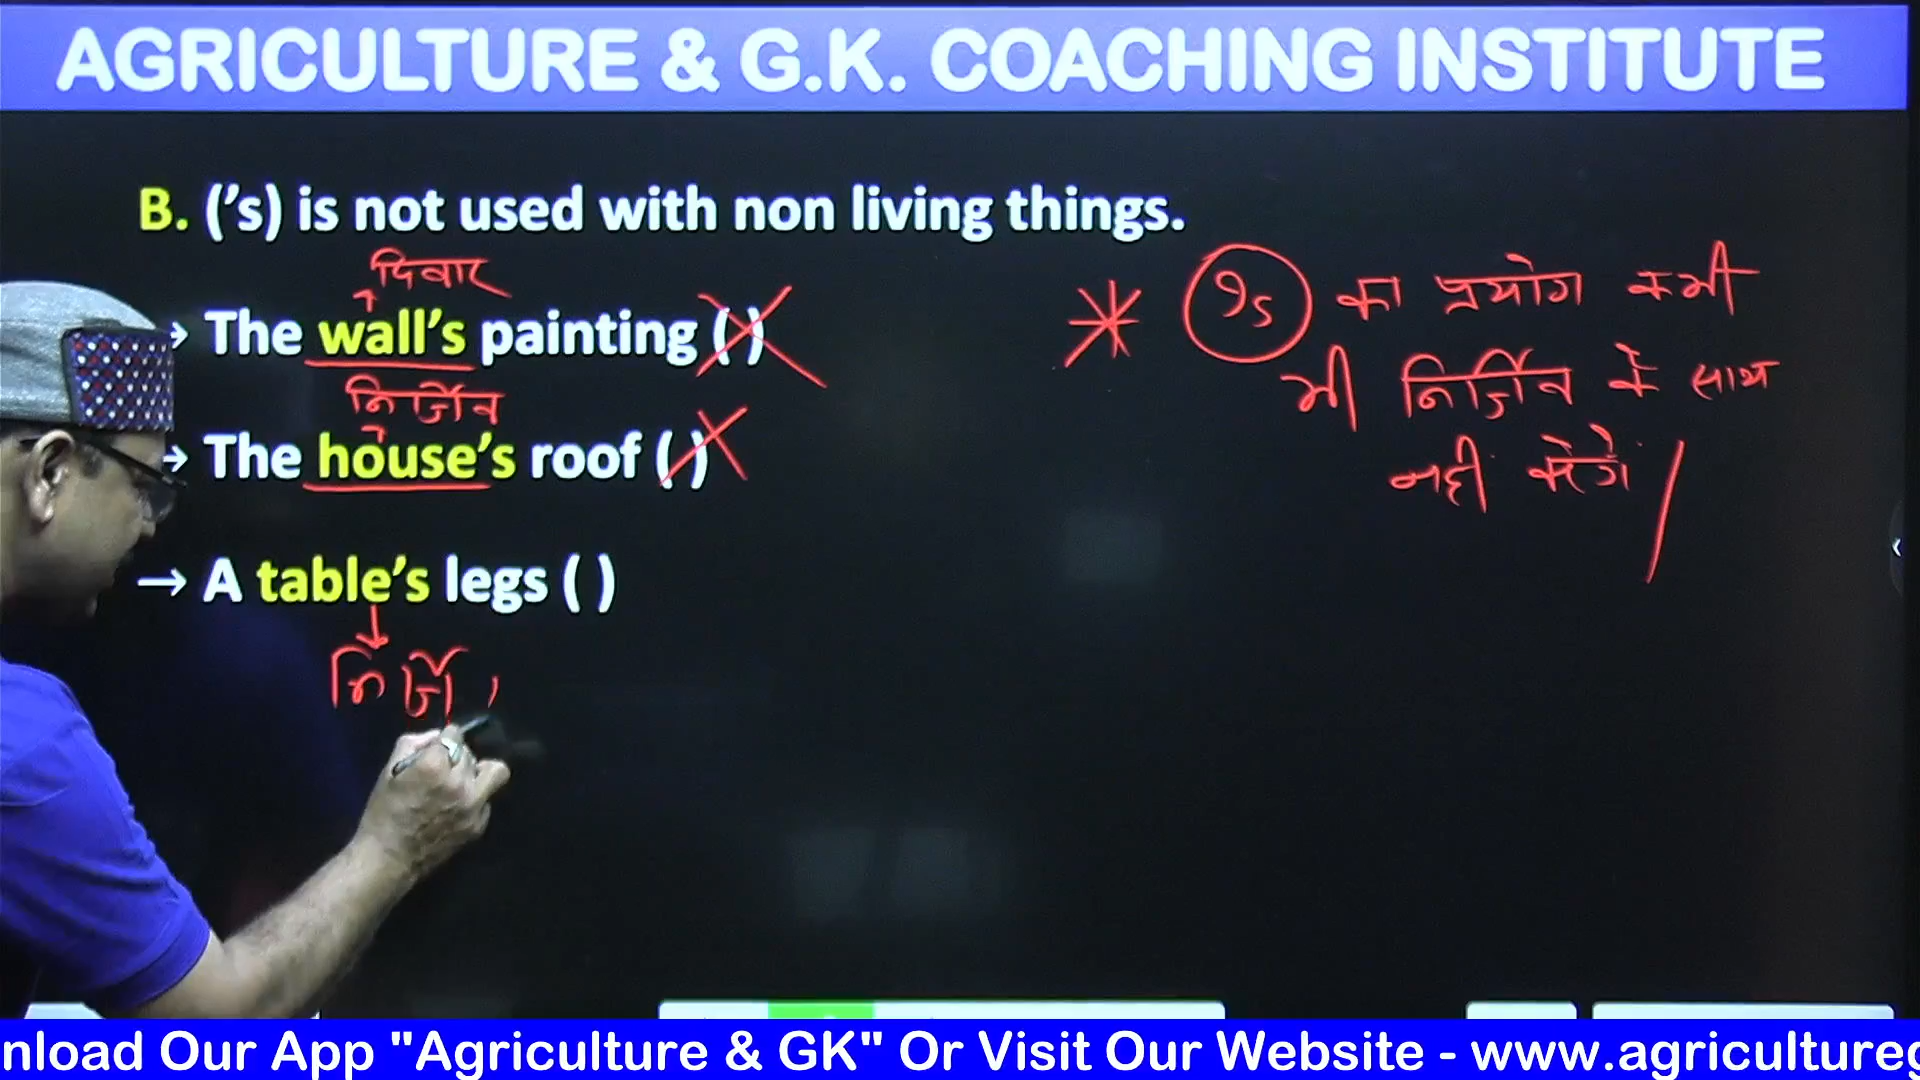 AGRICULTURE & G.K. COACHING INSTITUTE
B. (’s) is not used with non living things.
दिवार
→ The wall’s painting ( )
निर्जीव
→ The house’s roof ( )
→ A table’s legs ( )
निर्जी
’s का प्रयोग कभी
भी निर्जीव के साथ
नहीं करेगें
nload Our App "Agriculture & GK" Or Visit Our Website - www.agricultureg